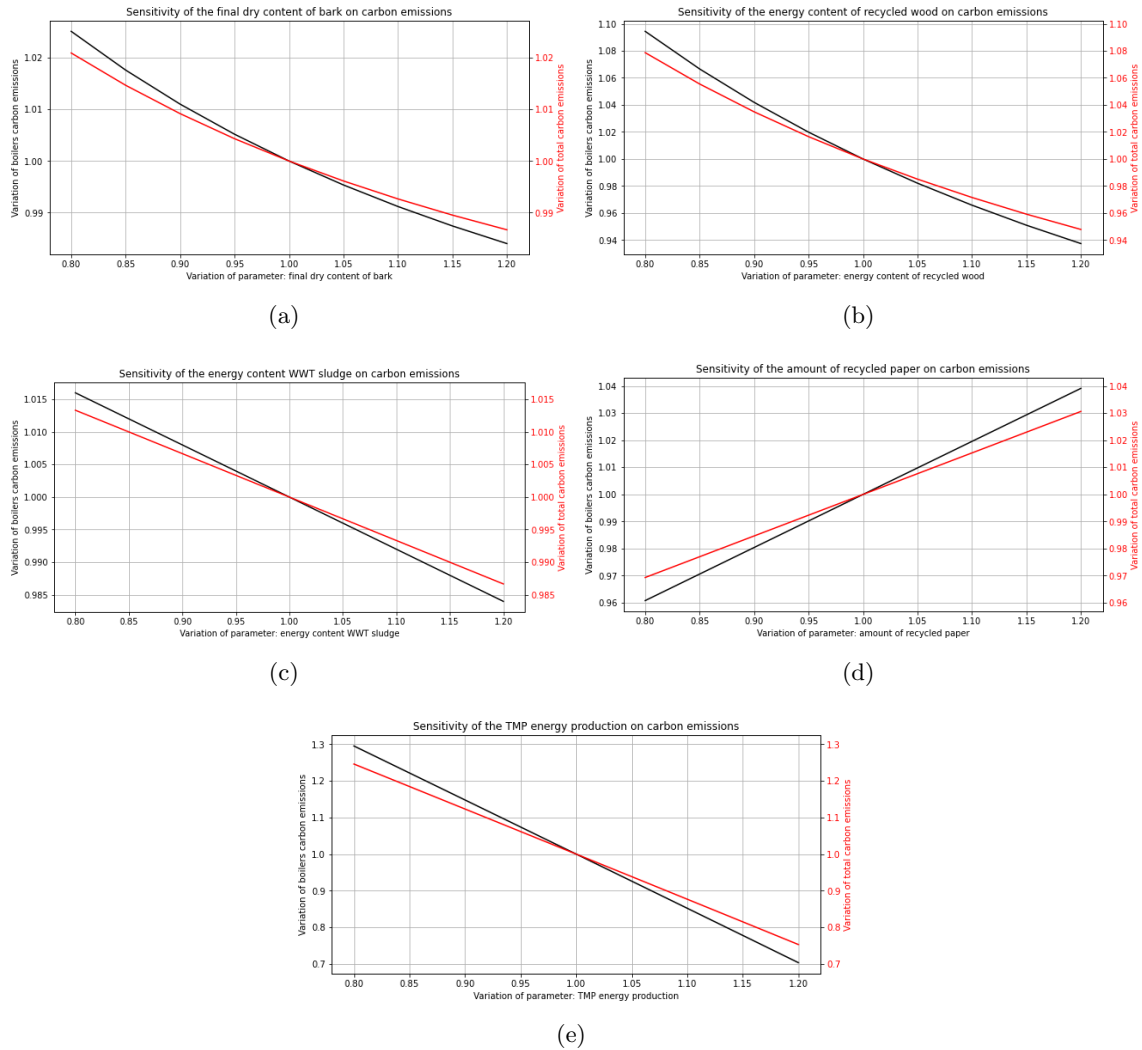 Sensitivity of the final dry content of bark on carbon emissions
Variation of boilers carbon emissions
1.02
1.01
1.00
0.99
1.02
1.01
1.00
0.99
Variation of total carbon emissions
0.80 0.85 0.90 0.95 1.00 1.05 1.10 1.15 1.20
Variation of parameter: final dry content of bark
(a)
Sensitivity of the energy content of recycled wood on carbon emissions
Variation of boilers carbon emissions
1.10
1.08
1.06
1.04
1.02
1.00
0.98
0.96
0.94
1.10
1.08
1.06
1.04
1.02
1.00
0.98
0.96
0.94
Variation of total carbon emissions
0.80 0.85 0.90 0.95 1.00 1.05 1.10 1.15 1.20
Variation of parameter: energy content of recycled wood
(b)
Sensitivity of the energy content WWT sludge on carbon emissions
Variation of boilers carbon emissions
1.015
1.010
1.005
1.000
0.995
0.990
0.985
1.015
1.010
1.005
1.000
0.995
0.990
0.985
Variation of total carbon emissions
0.80 0.85 0.90 0.95 1.00 1.05 1.10 1.15 1.20
Variation of parameter: energy content WWT sludge
(c)
Sensitivity of the amount of recycled paper on carbon emissions
Variation of boilers carbon emissions
1.04
1.03
1.02
1.01
1.00
0.99
0.98
0.97
0.96
1.04
1.03
1.02
1.01
1.00
0.99
0.98
0.97
0.96
Variation of total carbon emissions
0.80 0.85 0.90 0.95 1.00 1.05 1.10 1.15 1.20
Variation of parameter: amount of recycled paper
(d)
Sensitivity of the TMP energy production on carbon emissions
Variation of boilers carbon emissions
1.3
1.2
1.1
1.0
0.9
0.8
0.7
1.3
1.2
1.1
1.0
0.9
0.8
0.7
Variation of total carbon emissions
0.80 0.85 0.90 0.95 1.00 1.05 1.10 1.15 1.20
Variation of parameter: TMP energy production
(e)